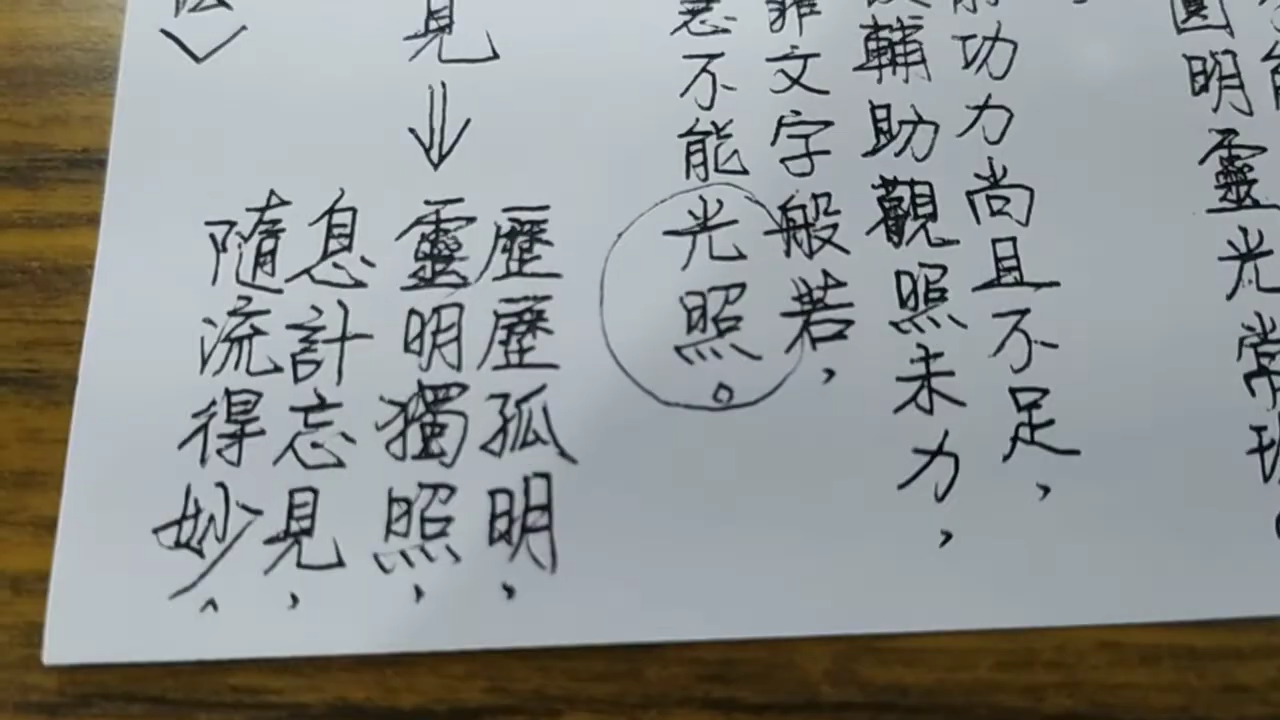 圓明靈光常
功力尚且不足，
輔助觀照未力，
文字般若，
不能光照。
歷歷孤明，
靈明獨照，
見
息計忘見，
隨流得妙、